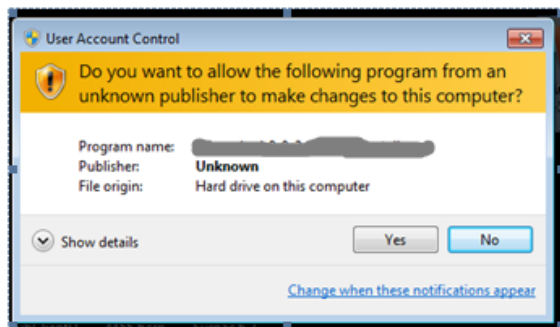 User Account Control
Do you want to allow the following program from an
unknown publisher to make changes to this computer?
Program name:
Publisher: Unknown
File origin: Hard drive on this computer
Show details
Yes No
Change when these notifications appear